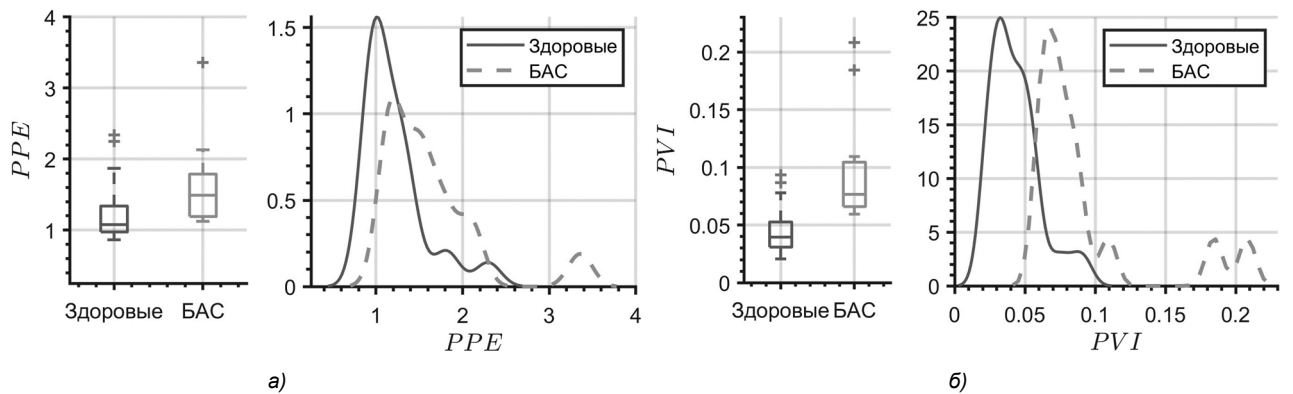 PPE
4
3
2
1
Здоровые БАС
1.5
1
0.5
0
1 2 3 4
PPE
Здоровые
БАС
а)
PVI
0.2
0.15
0.1
0.05
0
Здоровые БАС
25
20
15
10
5
0
0 0.05 0.1 0.15 0.2
PVI
Здоровые
БАС
б)